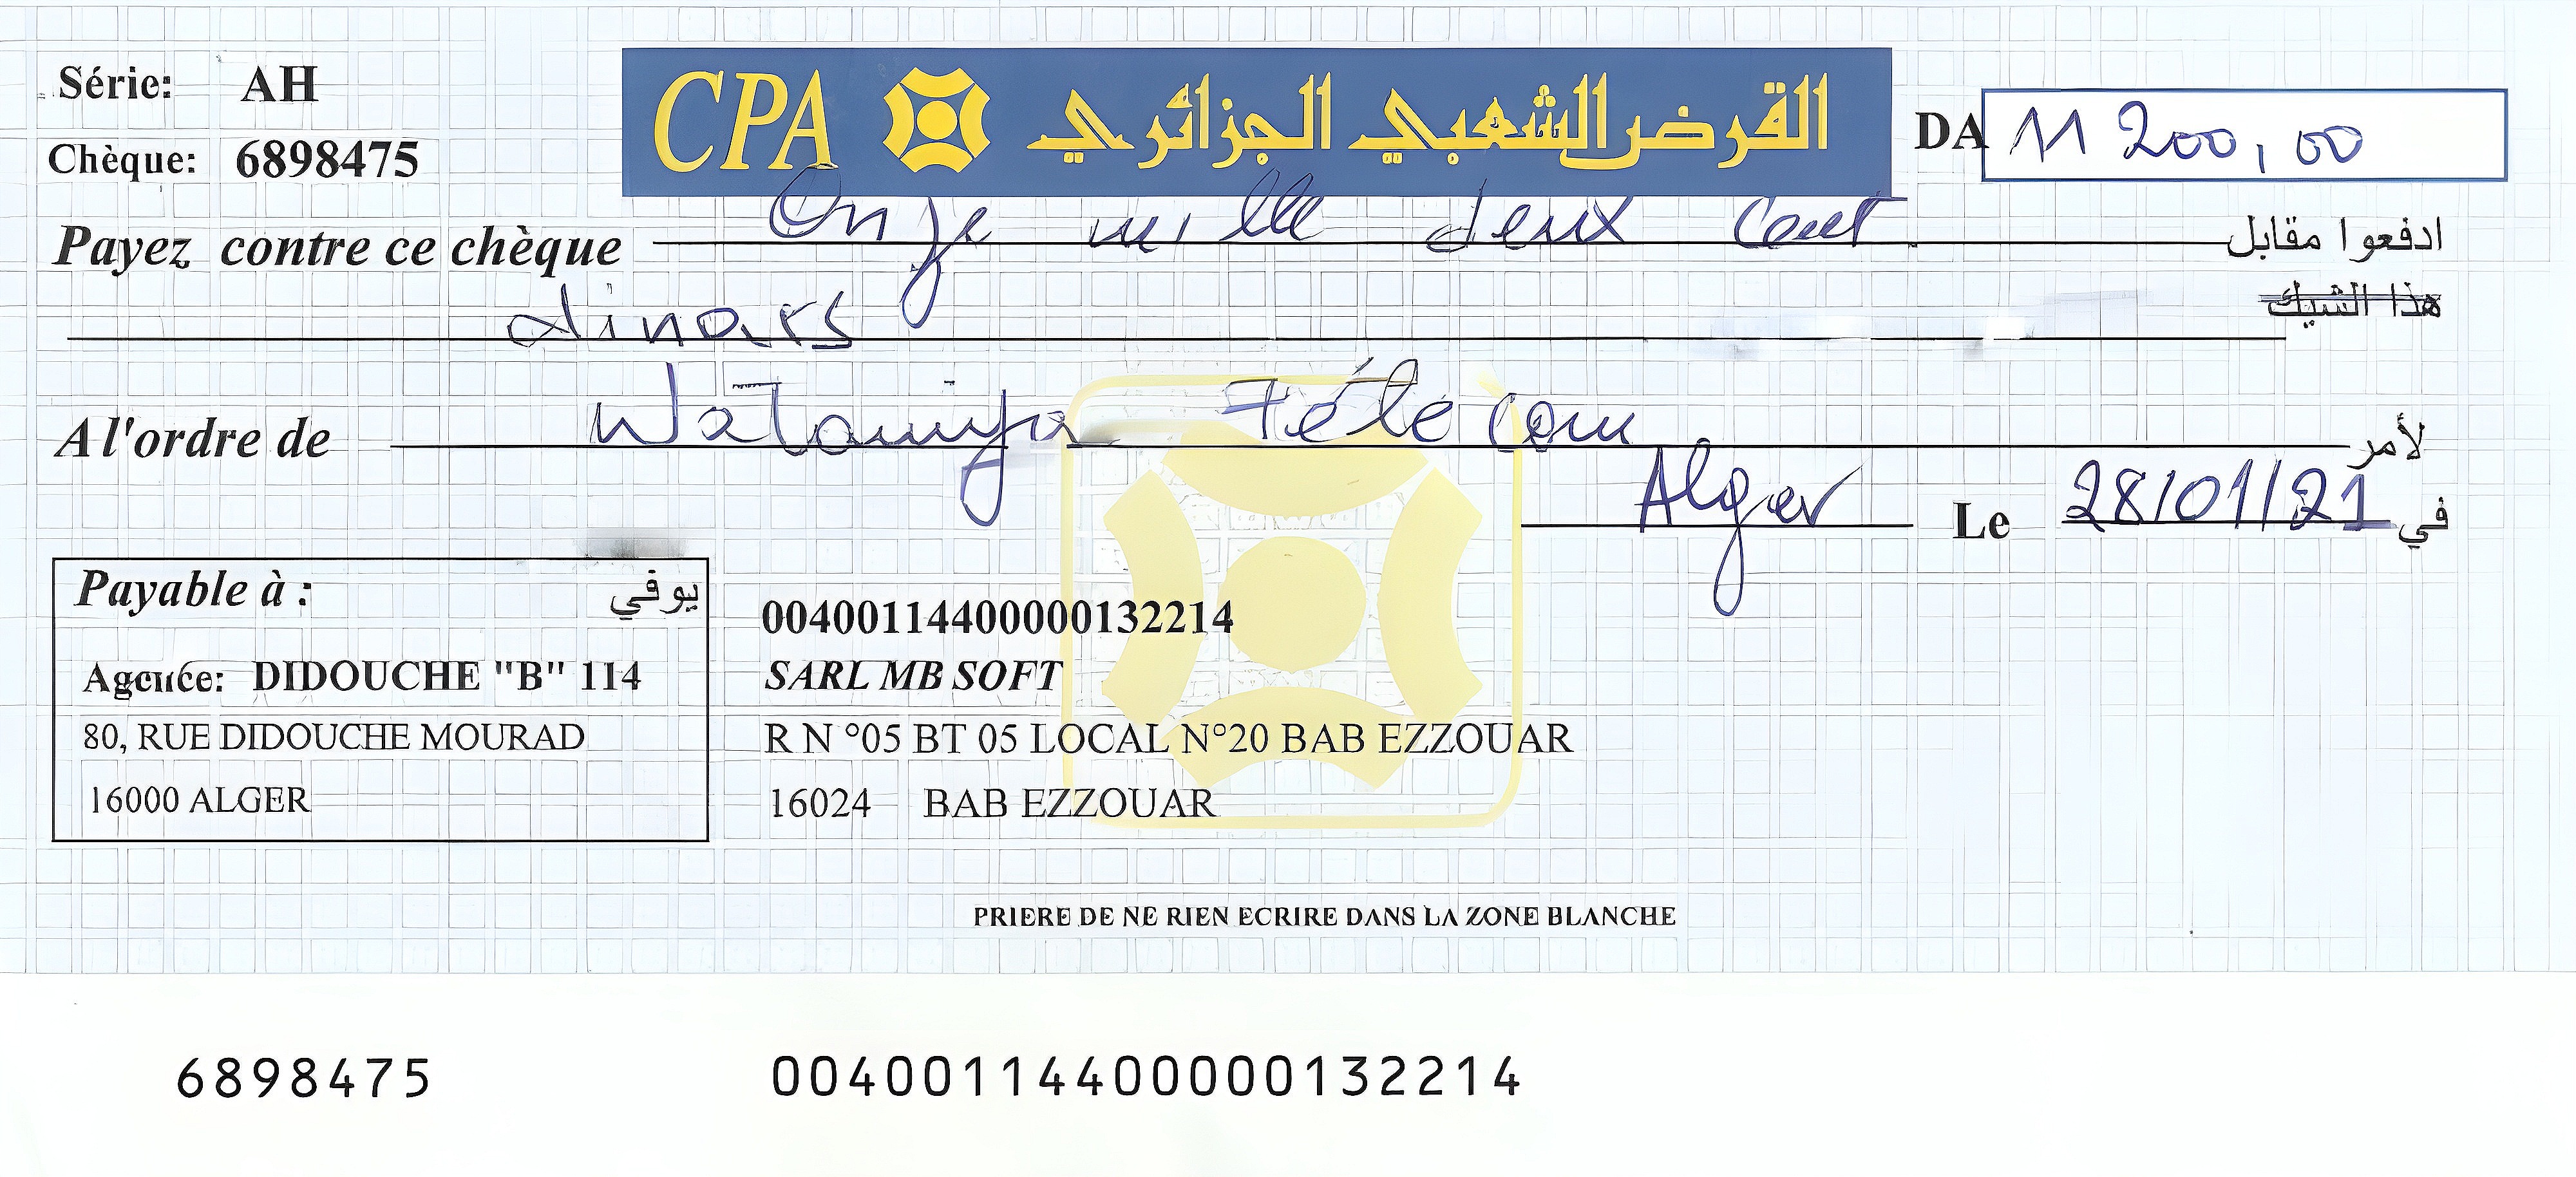 Série: AH
CPA القرض الشعبي الجزائري
DA 11 200,00
Chèque: 6898475
Payez contre ce chèque Onze mille deux cent ادفعوا مقابل
هذا الشيك
dinars
A l'ordre de Wataniya Télécom لأمر
Alger Le 28/01/21 في
Payable à : يوفي
Agence: DIDOUCHE "B" 114
80, RUE DIDOUCHE MOURAD
16000 ALGER
00400114400000132214
SARL MB SOFT
R N °05 BT 05 LOCAL N°20 BAB EZZOUAR
16024 BAB EZZOUAR
PRIERE DE NE RIEN ECRIRE DANS LA ZONE BLANCHE
6898475 00400114400000132214